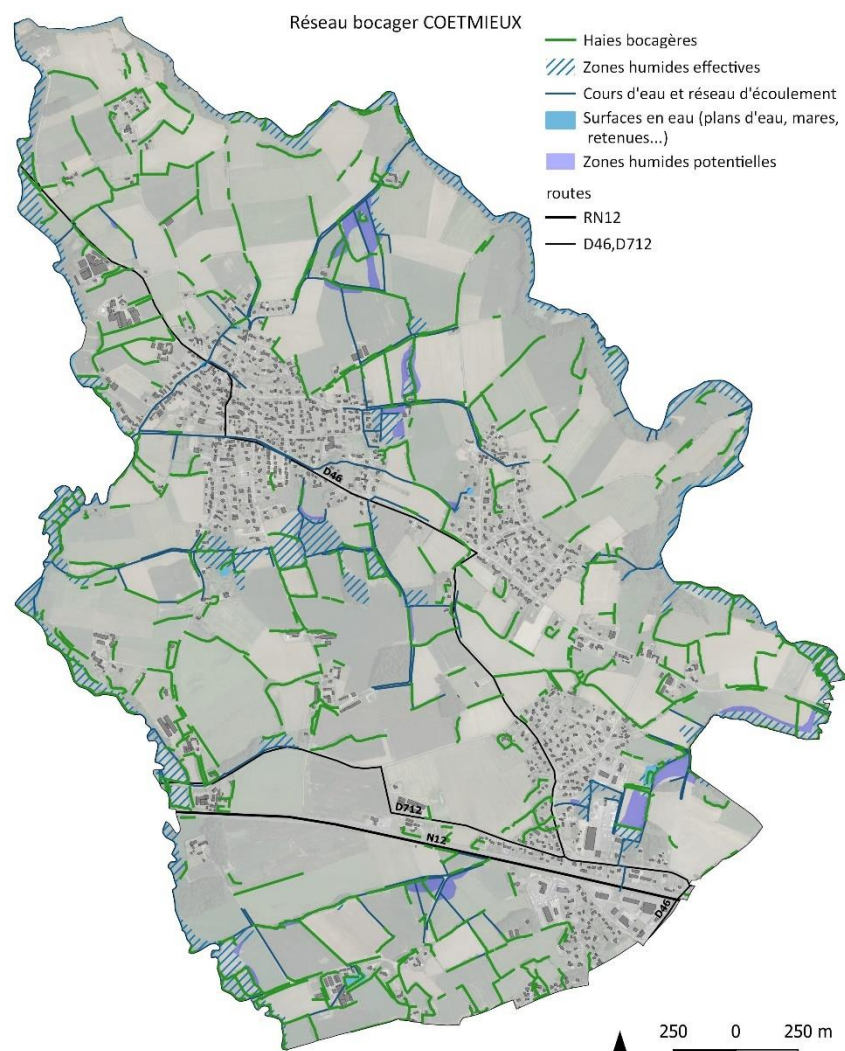 Réseau bocager COETMIEUX
Haies bocagères
Zones humides effectives
Cours d'eau et réseau d'écoulement
Surfaces en eau (plans d'eau, mares,
retenues...)
Zones humides potentielles
routes
RN12
D46,D712
D46
D712
N12
D46
250 0 250 m